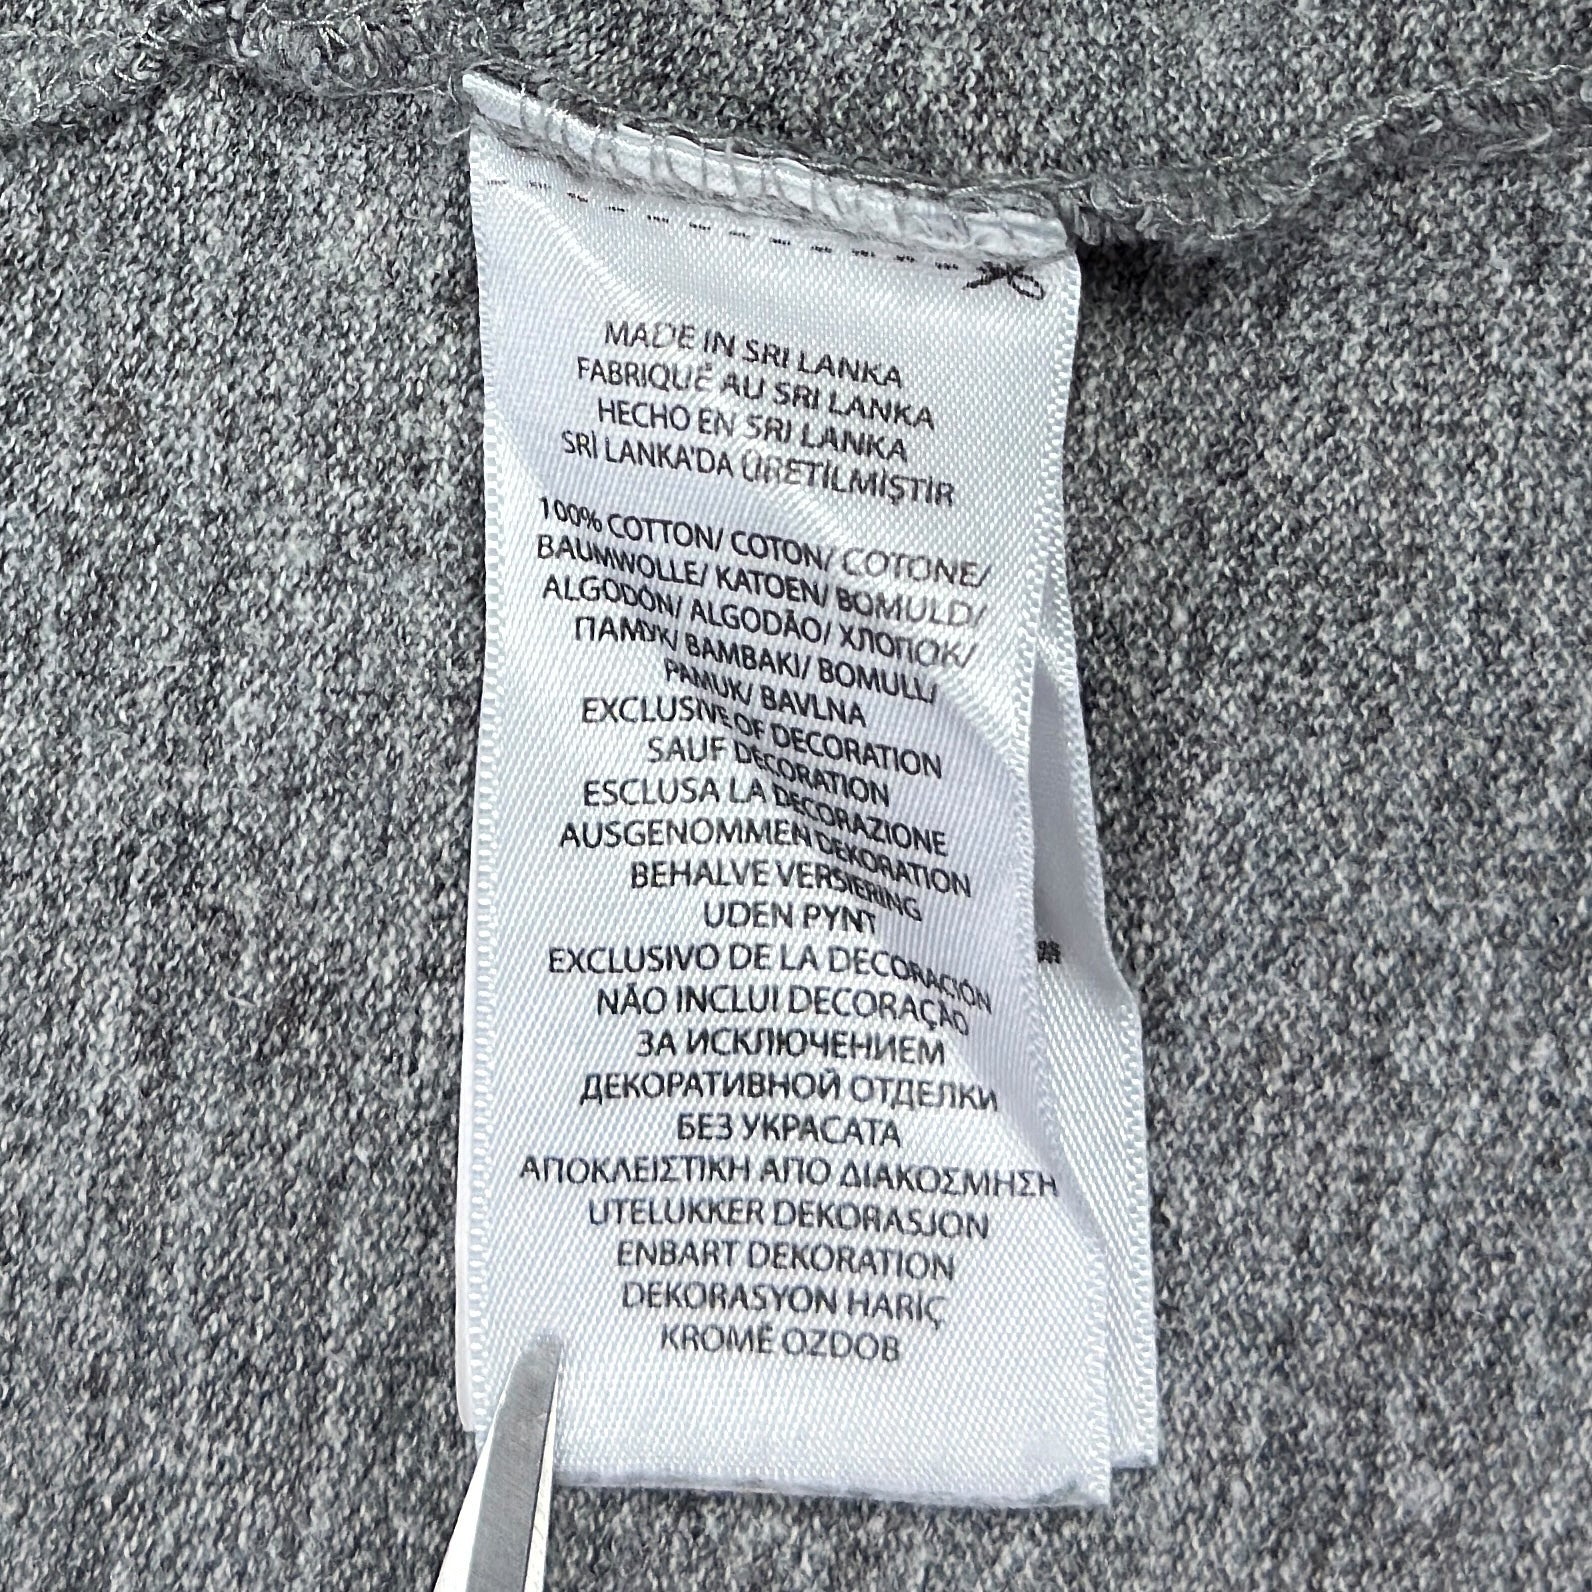 MADE IN SRI LANKA
FABRIQUÉ AU SRI LANKA
HECHO EN SRI LANKA
SRİ LANKA'DA ÜRETİLMİŞTİR
100% COTTON/ COTON/ COTONE/
BAUMWOLLE/ KATOEN/ BOMULD/
ALGODÓN/ ALGODÃO/ ХЛОПОК/
ПАМУК/ BAMBAKI/ BOMULL/
PAMUK/ BAVLNA
EXCLUSIVE OF DECORATION
SAUF DECORATION
ESCLUSA LA DECORAZIONE
AUSGENOMMEN DEKORATION
BEHALVE VERSIERING
UDEN PYNT
EXCLUSIVO DE LA DECORACIÓN
NÃO INCLUI DECORAÇÃO
ЗА ИСКЛЮЧЕНИЕМ
ДЕКОРАТИВНОЙ ОТДЕЛКИ
БЕЗ УКРАСАТА
ΑΠΟΚΛΕΙΣΤΙΚΗ ΑΠΟ ΔΙΑΚΟΣΜΗΣΗ
UTELUKKER DEKORASJON
ENBART DEKORATION
DEKORASYON HARİÇ
KROMĚ OZDOB